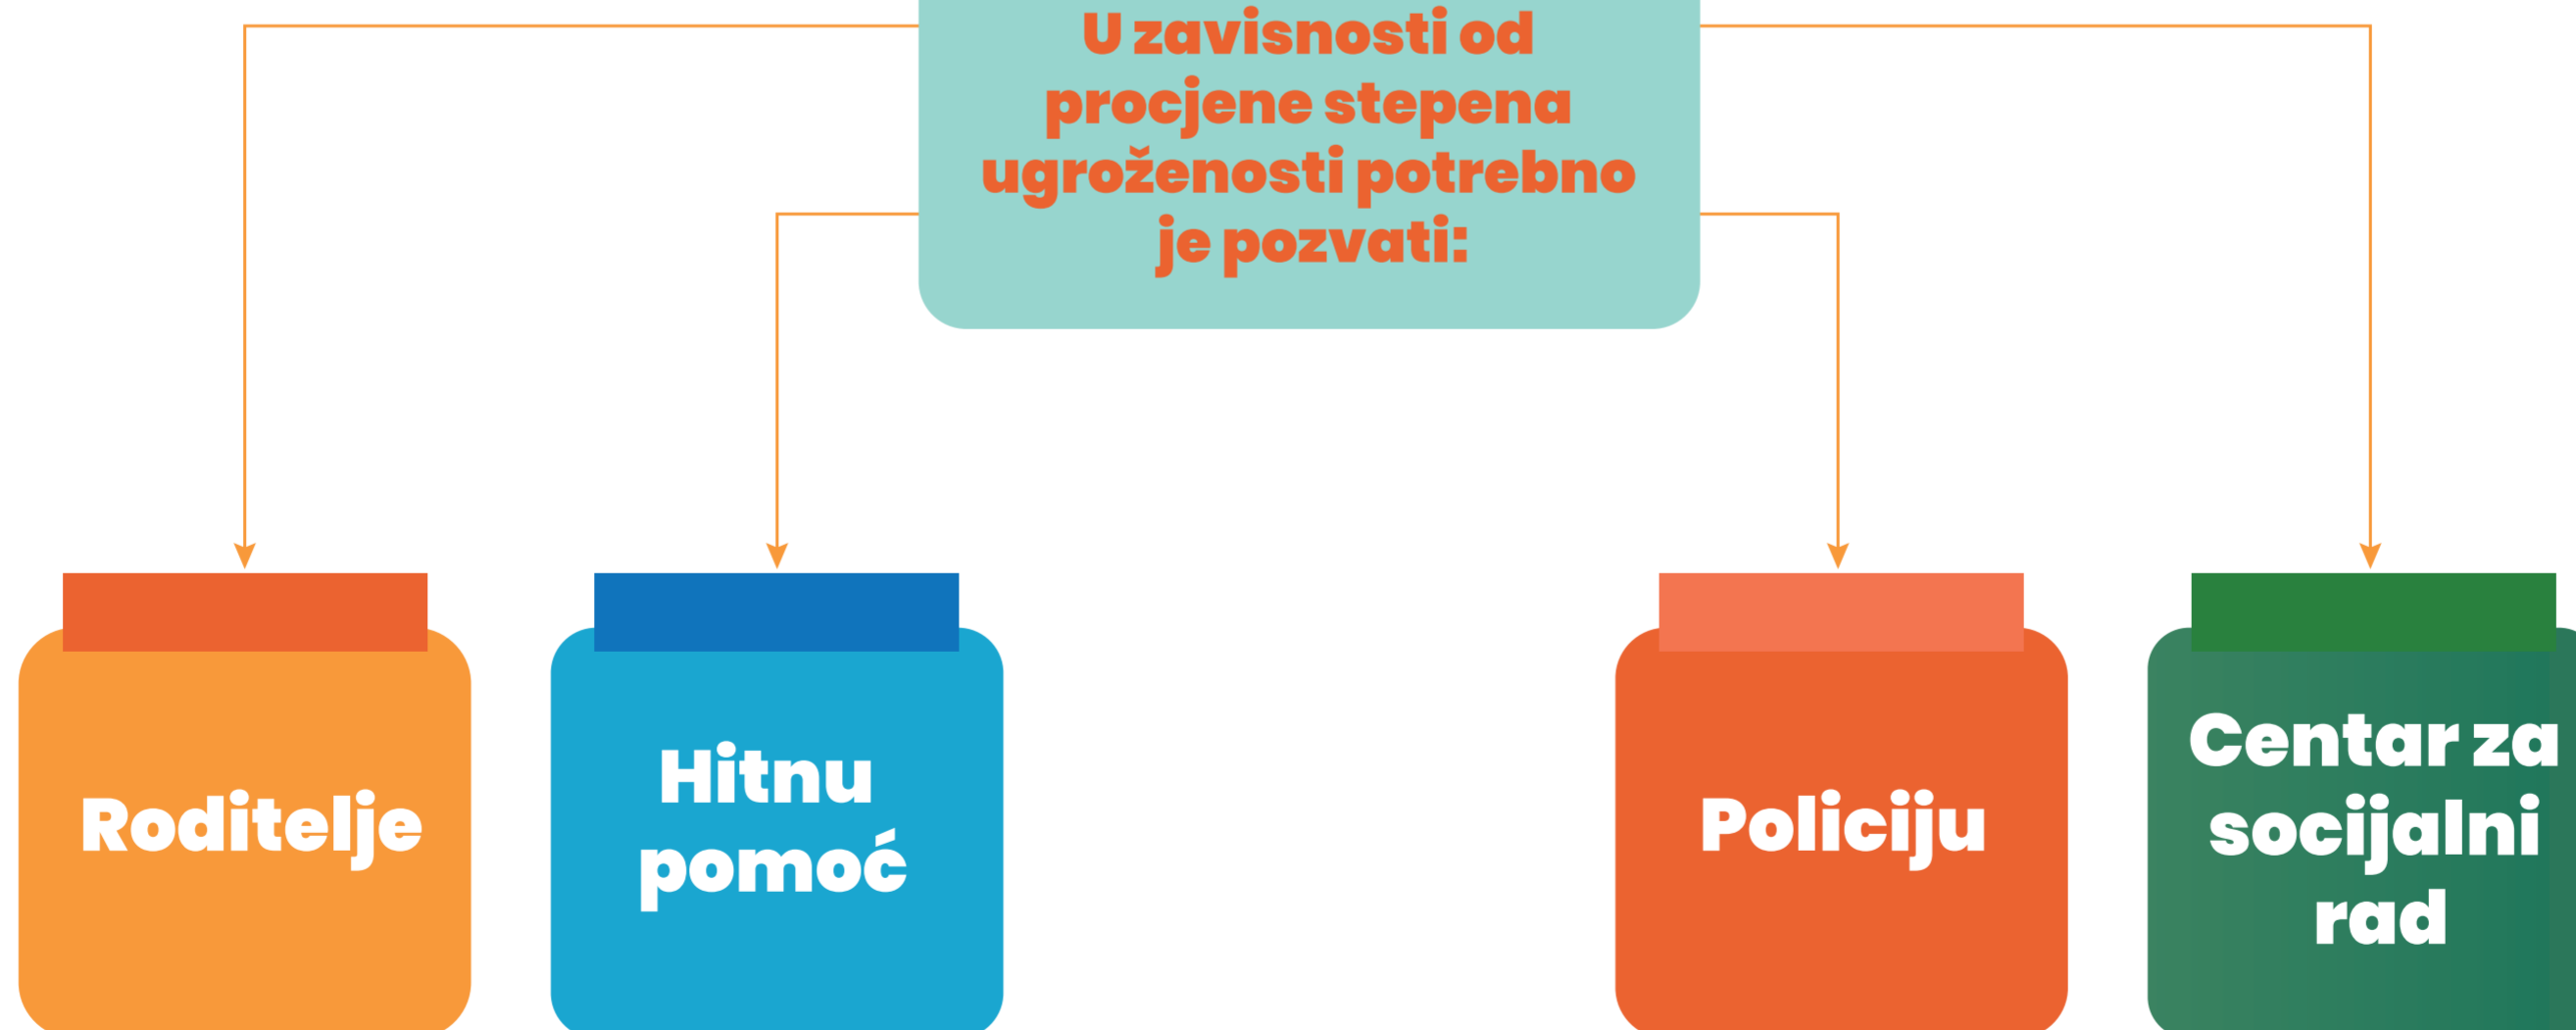 U zavisnosti od
procjene stepena
ugroženosti potrebno
je pozvati:
Roditelje
Hitnu
pomoć
Policiju
Centar za
socijalni
rad